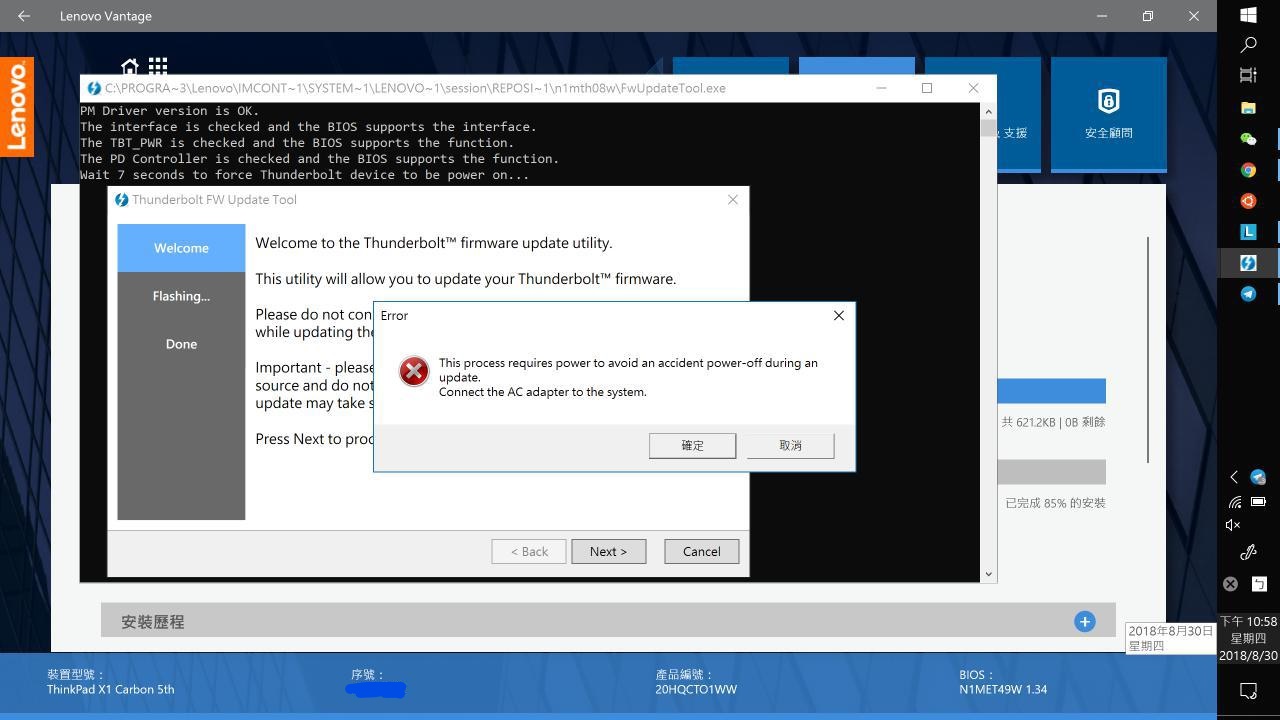 Lenovo Vantage
Lenovo
支援
安全顧問
C:\PROGRA~3\Lenovo\IMCONT~1\SYSTEM~1\LENOVO~1\session\REPOSI~1\n1mth08w\FwUpdateTool.exe
PM Driver version is OK.
The interface is checked and the BIOS supports the interface.
The TBT_PWR is checked and the BIOS supports the function.
The PD Controller is checked and the BIOS supports the function.
Wait 7 seconds to force Thunderbolt device to be power on...
Thunderbolt FW Update Tool
Welcome
Flashing...
Done
Welcome to the Thunderbolt™ firmware update utility.
This utility will allow you to update your Thunderbolt™ firmware.
Please do not con
while updating the
Important - please
source and do not
update may take s
Press Next to proc
Error
This process requires power to avoid an accident power-off during an
update.
Connect the AC adapter to the system.
確定
取消
< Back
Next >
Cancel
共 621.2KB | 0B 剩餘
已完成 85% 的安裝
安裝歷程
裝置型號：
ThinkPad X1 Carbon 5th
序號：
產品編號：
20HQCTO1WW
BIOS：
N1MET49W 1.34
2018年8月30日
星期四
L
ㄅ
下午 10:58
星期四
2018/8/30